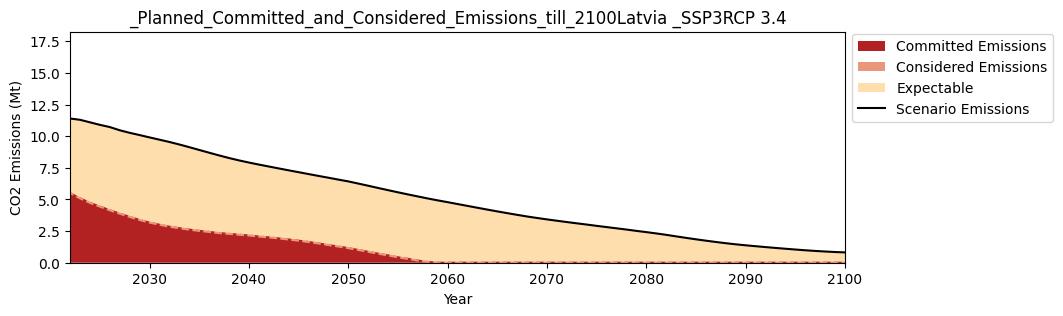 _Planned_Committed_and_Considered_Emissions_till_2100Latvia _SSP3RCP 3.4
17.5
15.0
12.5
10.0
7.5
5.0
2.5
0.0
CO2 Emissions (Mt)
2030 2040 2050 2060 2070 2080 2090 2100
Year
Committed Emissions
Considered Emissions
Expectable
Scenario Emissions